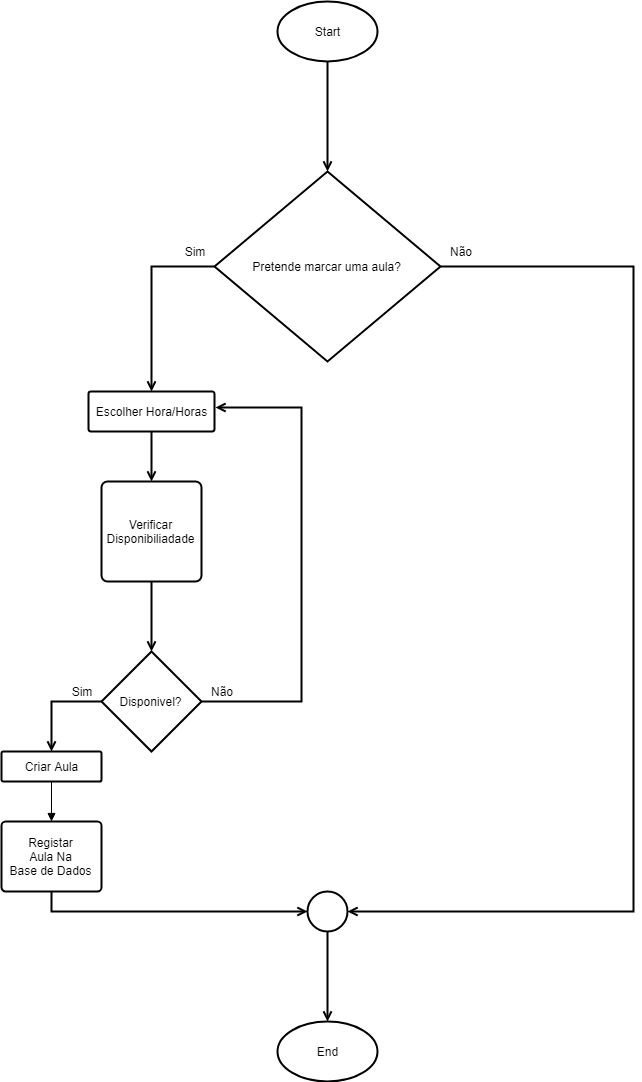 Start
Sim
Não
Pretende marcar uma aula?
Escolher Hora/Horas
Verificar
Disponibiliadade
Sim
Não
Disponivel?
Criar Aula
Registar
Aula Na
Base de Dados
End